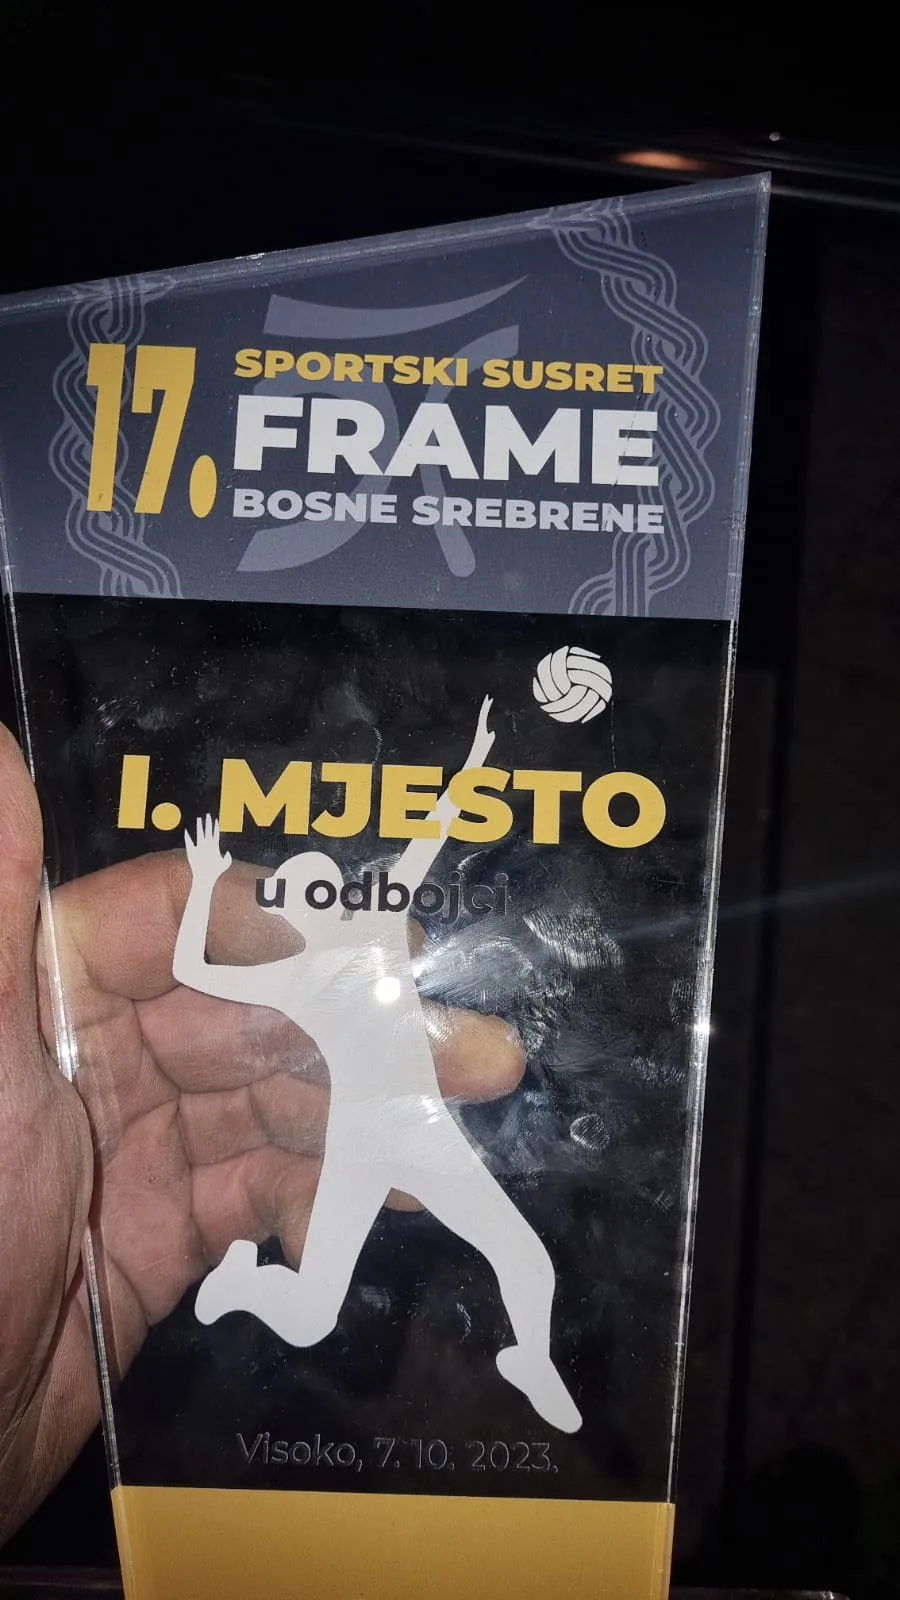 17. SPORTSKI SUSRET
FRAME
BOSNE SREBRENE
I. MJESTO
u odbojci
Visoko, 7. 10. 2023.